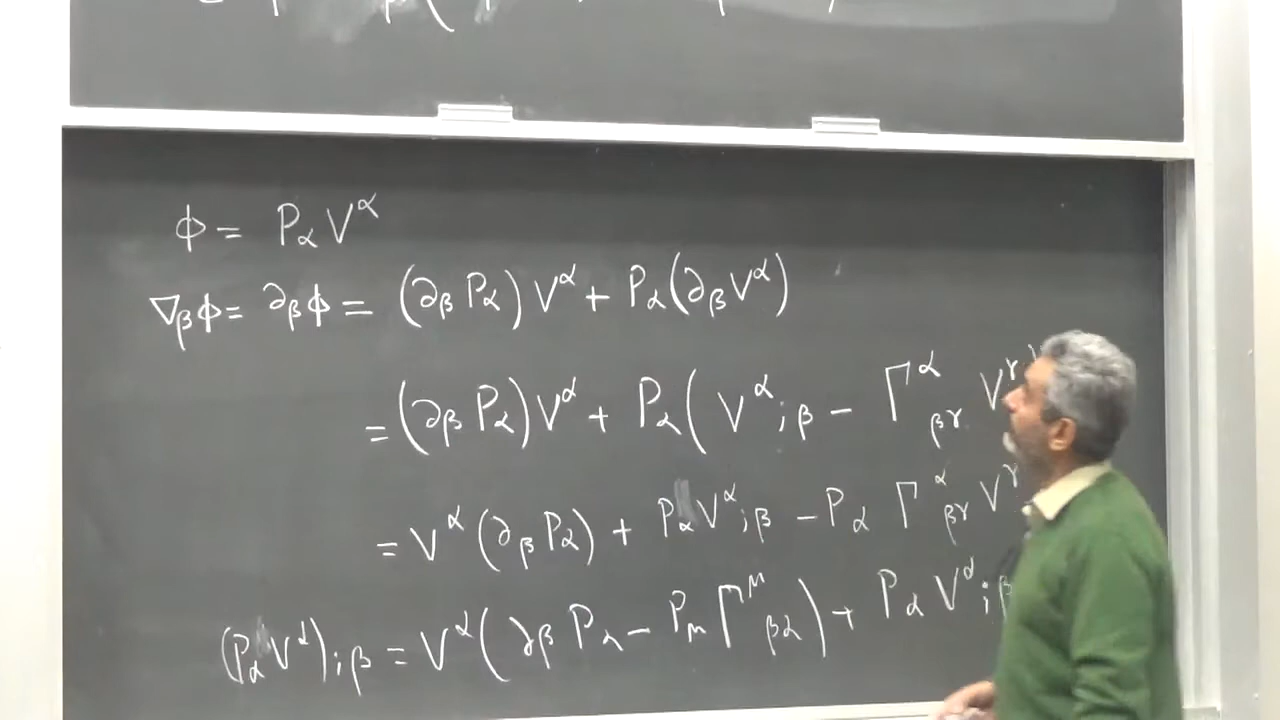 ϕ = P_α V^α
∇_β ϕ = ∂_β ϕ = (∂_β P_α) V^α + P_α (∂_β V^α)
= (∂_β P_α) V^α + P_α ( V^α_{;β} − Γ^α_{βγ} V^γ )
= V^α (∂_β P_α) + P_α V^α_{;β} − P_α Γ^α_{βγ} V^γ
(P_α V^α)_{;β} = V^α ( ∂_β P_α − P_μ Γ^μ_{βα} ) + P_α V^α_{;β}